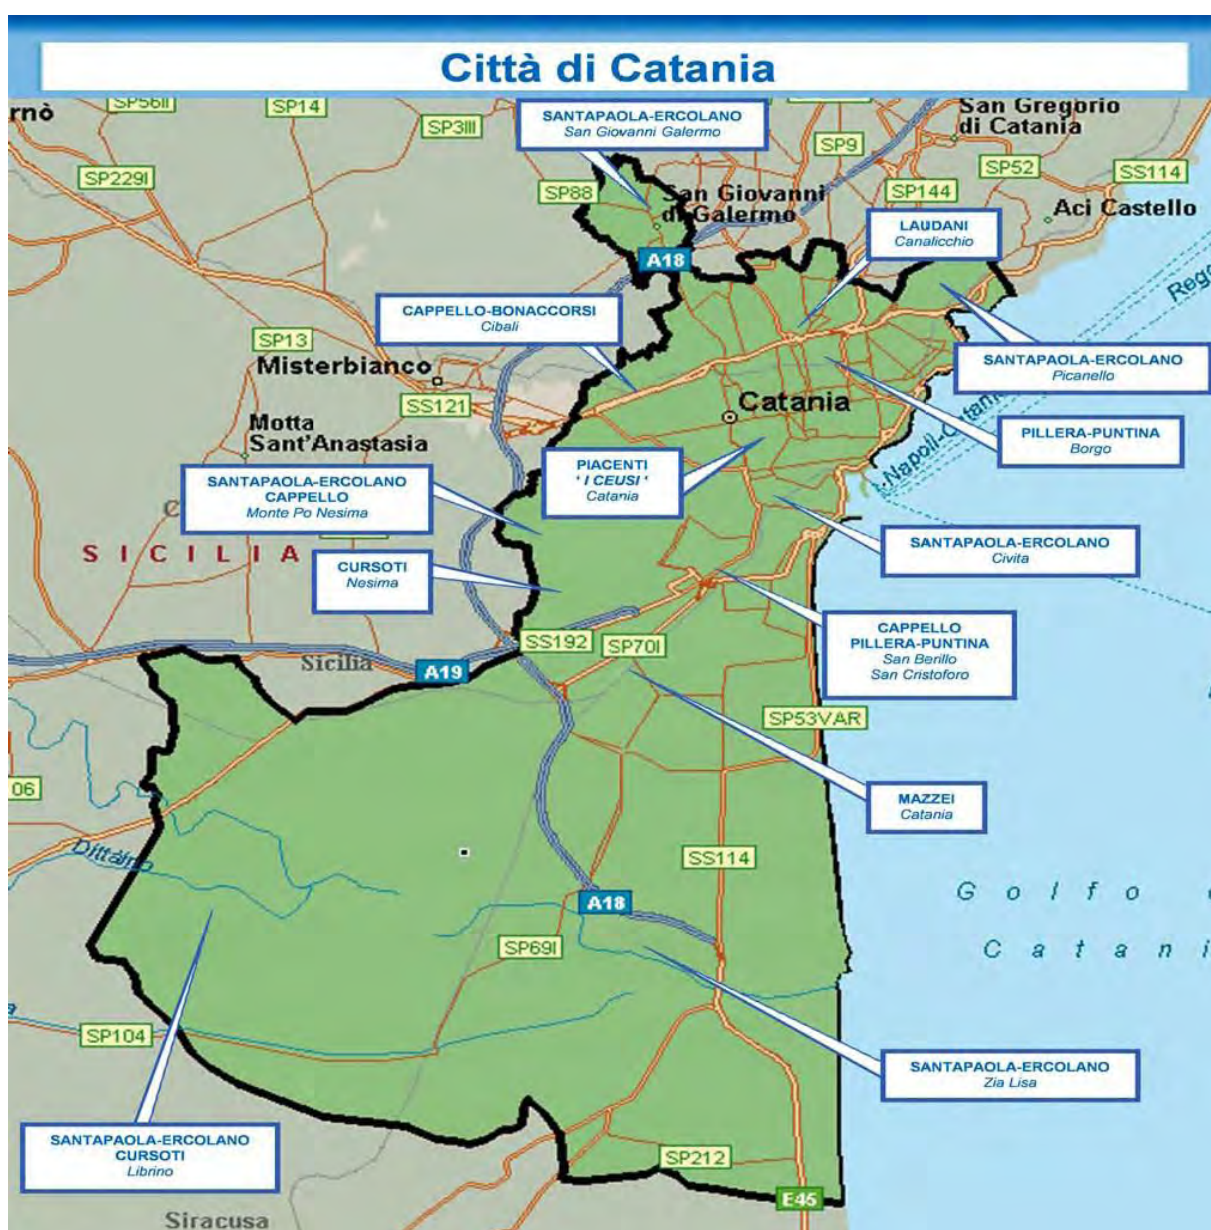 Città di Catania
rnò
SP56II
SP14
SP3III
SANTAPAOLA-ERCOLANO
San Giovanni Galermo
SP9
San Gregorio
di Catania
SP229I
SP88
San Giovanni
di Galermo
SP144
SP52
SS114
Aci Castello
LAUDANI
Canalicchio
A18
CAPPELLO-BONACCORSI
Cibali
SP13
Misterbianco
SS121
Motta
Sant'Anastasia
Catania
SANTAPAOLA-ERCOLANO
Picanello
PILLERA-PUNTINA
Borgo
Napoli-Catani
PIACENTI
' I CEUSI '
Catania
SANTAPAOLA-ERCOLANO
CAPPELLO
Monte Po Nesima
SICILIA
CURSOTI
Nesima
SANTAPAOLA-ERCOLANO
Civita
CAPPELLO
PILLERA-PUNTINA
San Berillo
San Cristoforo
SS192
SP70I
Sicilia
A19
SP53VAR
06
MAZZEI
Catania
Dittáino
SS114
Golfo
Catani
A18
SP69I
SP104
SANTAPAOLA-ERCOLANO
Zia Lisa
SANTAPAOLA-ERCOLANO
CURSOTI
Librino
SP212
E45
Siracusa